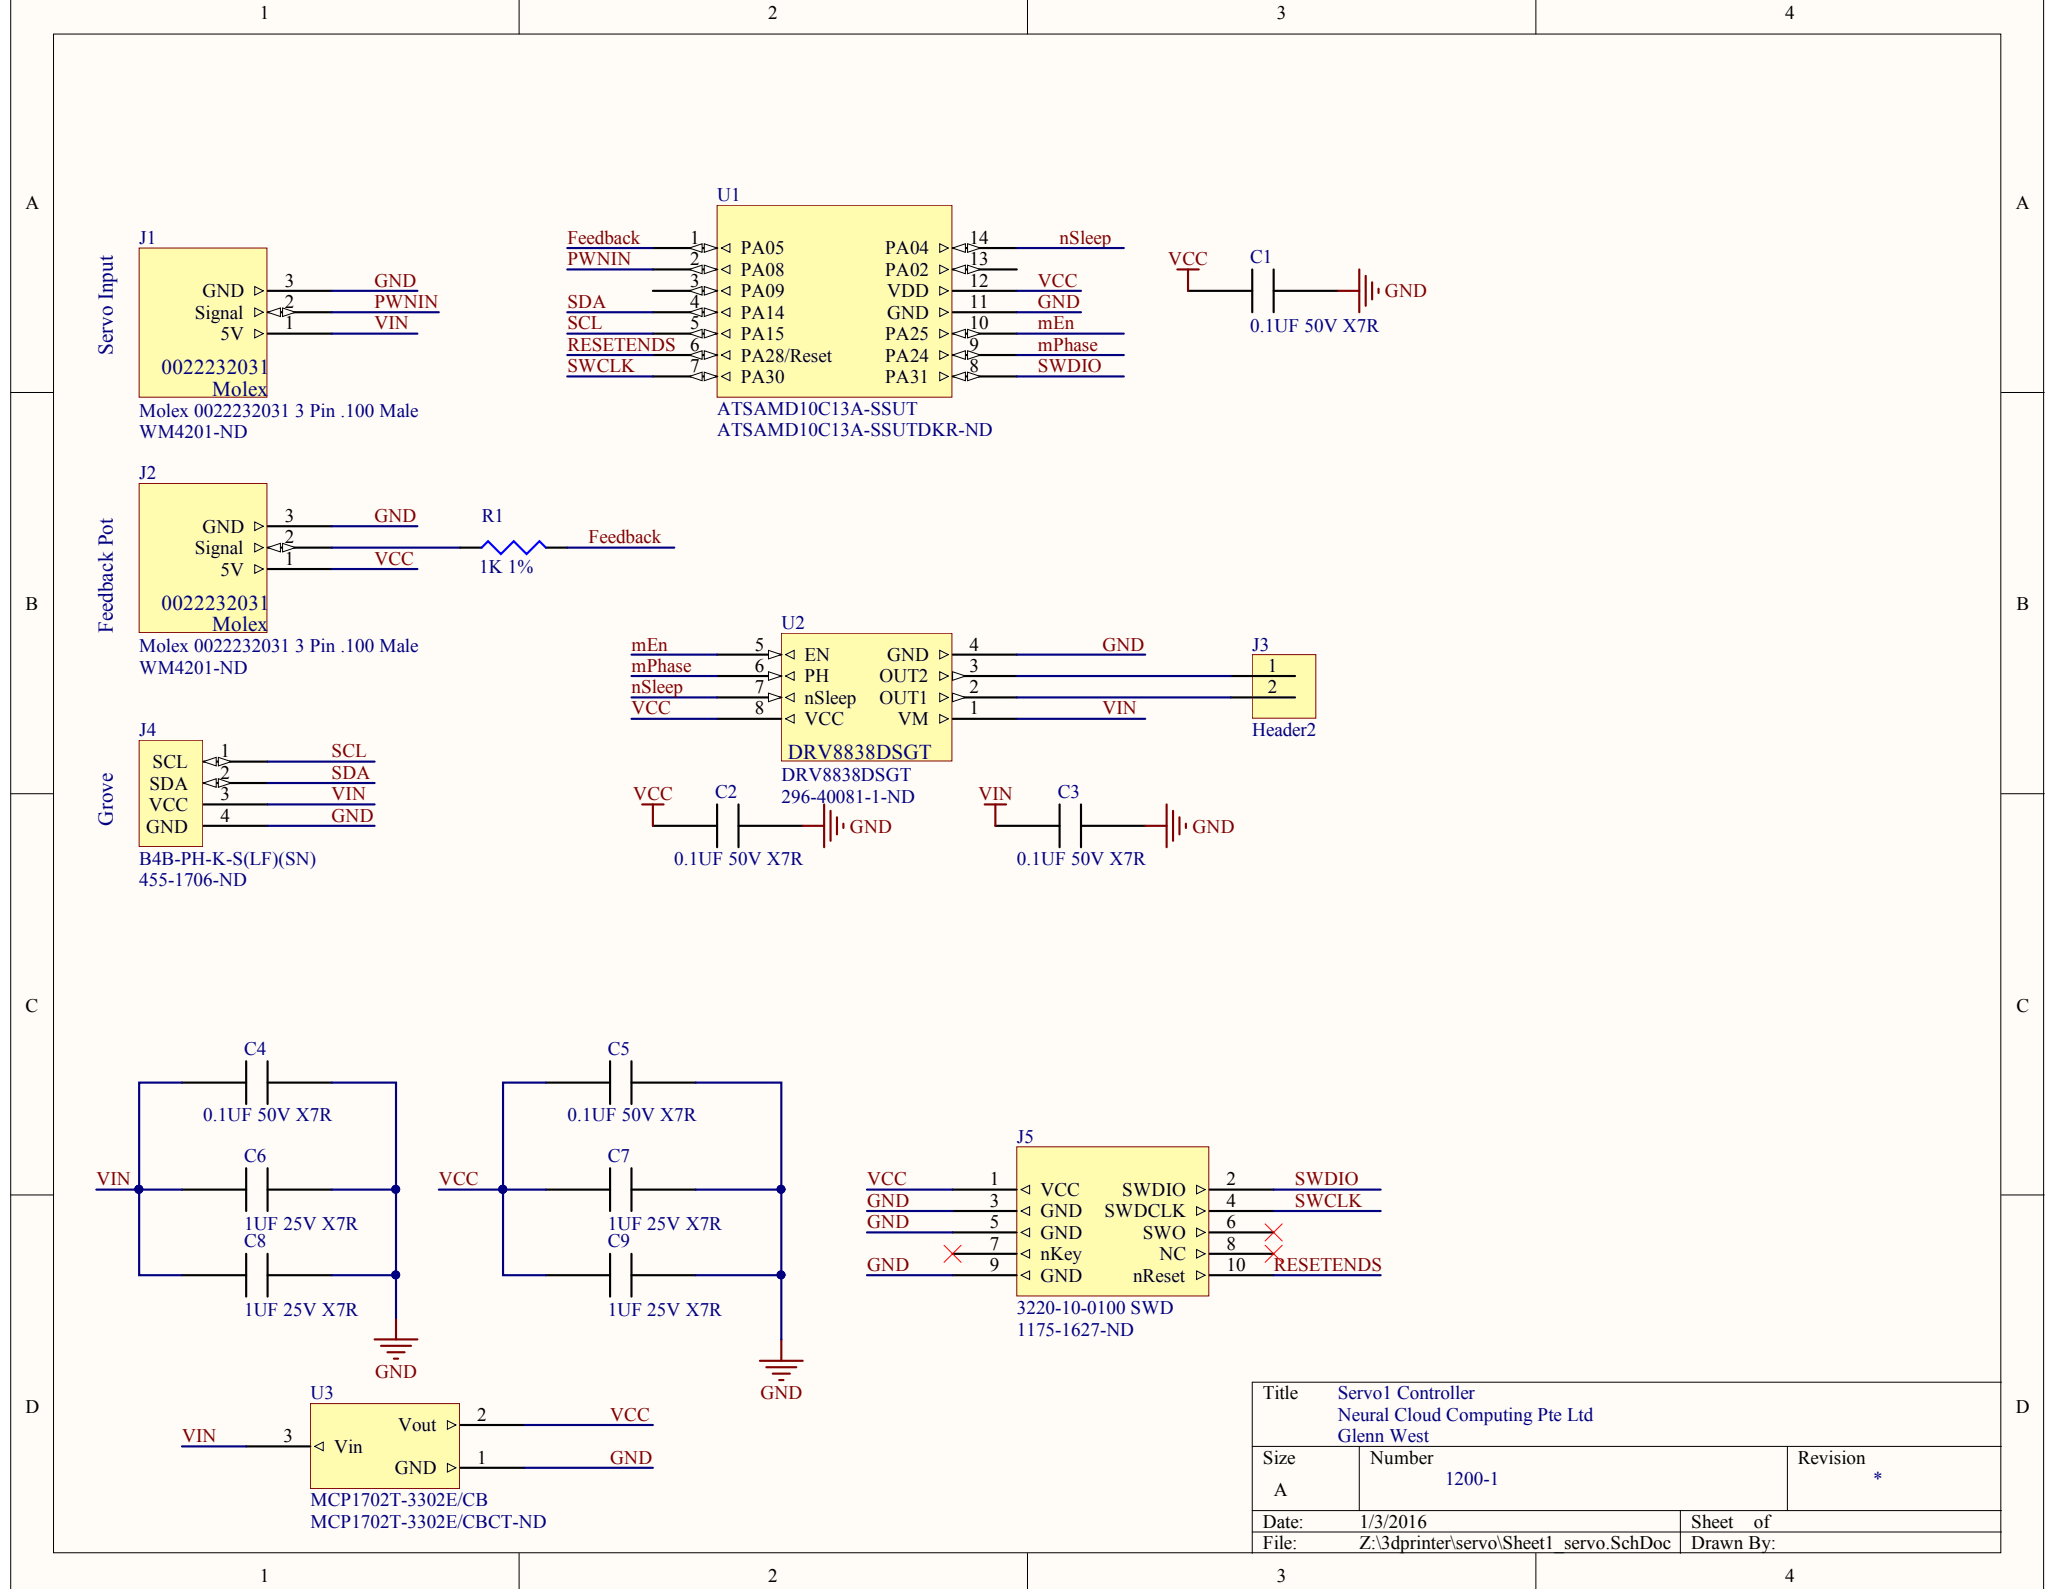 1 2 3 4
A A
B B
C C
D D
Servo Input
J1
GND 3 GND
Signal 2 PWNIN
5V 1 VIN
0022232031
Molex
Molex 0022232031 3 Pin .100 Male
WM4201-ND
U1
Feedback 1 PA05 PA04 14 nSleep
PWNIN 2 PA08 PA02 13
3 PA09 VDD 12 VCC
SDA 4 PA14 GND 11 GND
SCL 5 PA15 PA25 10 mEn
RESETENDS 6 PA28/Reset PA24 9 mPhase
SWCLK 7 PA30 PA31 8 SWDIO
ATSAMD10C13A-SSUT
ATSAMD10C13A-SSUTDKR-ND
VCC C1 GND
0.1UF 50V X7R
Feedback Pot
J2
GND 3 GND
Signal 2
5V 1 VCC
0022232031
Molex
Molex 0022232031 3 Pin .100 Male
WM4201-ND
R1
1K 1%
Feedback
U2
mEn 5 EN GND 4 GND
mPhase 6 PH OUT2 3
nSleep 7 nSleep OUT1 2
VCC 8 VCC VM 1 VIN
DRV8838DSGT
DRV8838DSGT
296-40081-1-ND
J3
1
2
Header2
Grove
J4
SCL 1 SCL
SDA 2 SDA
VCC 3 VIN
GND 4 GND
B4B-PH-K-S(LF)(SN)
455-1706-ND
VCC C2 GND
0.1UF 50V X7R
VIN C3 GND
0.1UF 50V X7R
C4
0.1UF 50V X7R
VIN C6
1UF 25V X7R
C8
1UF 25V X7R
GND
C5
0.1UF 50V X7R
VCC C7
1UF 25V X7R
C9
1UF 25V X7R
GND
J5
VCC 1 VCC SWDIO 2 SWDIO
GND 3 GND SWDCLK 4 SWCLK
GND 5 GND SWO 6
7 nKey NC 8
GND 9 GND nReset 10 RESETENDS
3220-10-0100 SWD
1175-1627-ND
U3
Vout 2 VCC
VIN 3 Vin
GND 1 GND
MCP1702T-3302E/CB
MCP1702T-3302E/CBCT-ND
Title Servo1 Controller
Neural Cloud Computing Pte Ltd
Glenn West
Size Number Revision
A 1200-1 *
Date: 1/3/2016 Sheet of
File: Z:\3dprinter\servo\Sheet1_servo.SchDoc Drawn By:
1 2 3 4